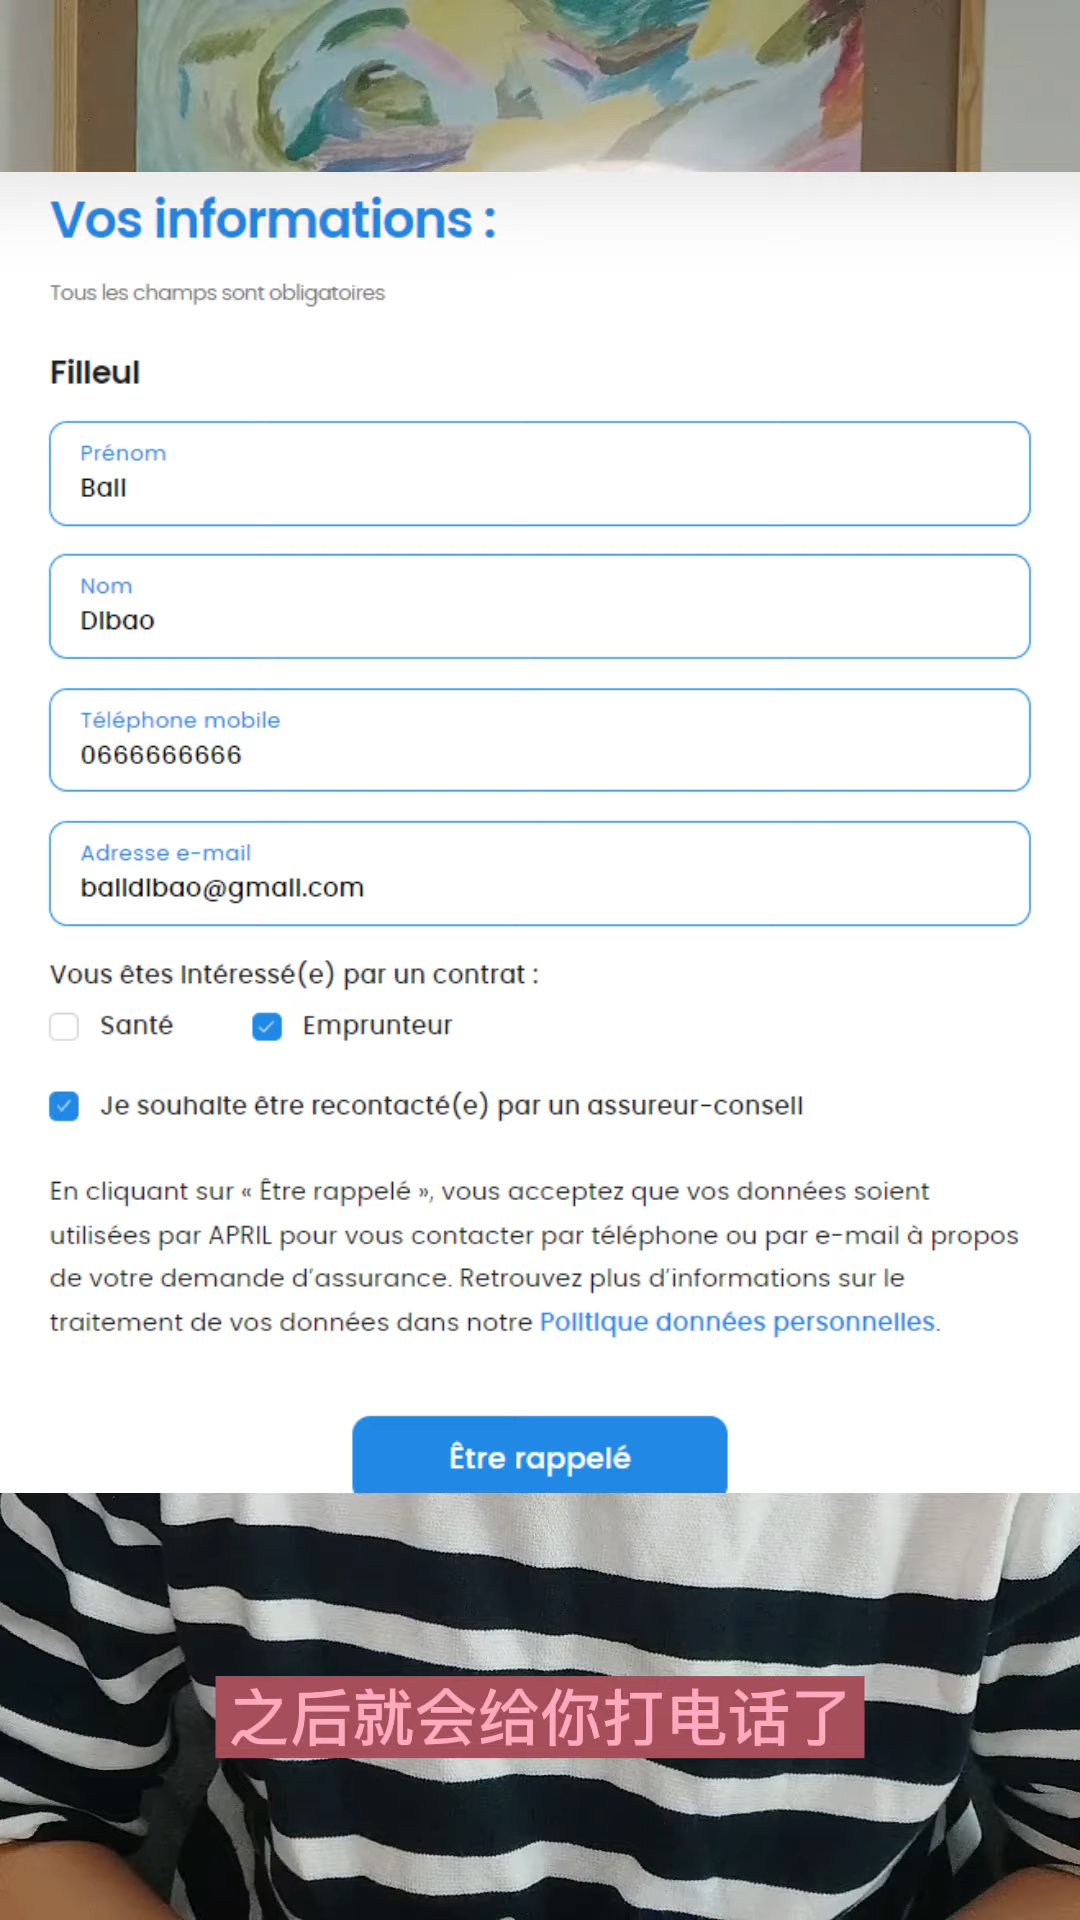 Vos informations :
Tous les champs sont obligatoires
Filleul
Prénom
Ball
Nom
Dlbao
Téléphone mobile
0666666666
Adresse e-mail
balldlbao@gmall.com
Vous êtes Intéressé(e) par un contrat :
Santé
Emprunteur
Je souhalte être recontacté(e) par un assureur-consell
En cliquant sur « Être rappelé », vous acceptez que vos données soient
utilisées par APRIL pour vous contacter par téléphone ou par e-mail à propos
de votre demande d'assurance. Retrouvez plus d'informations sur le
traitement de vos données dans notre PolItIque données personnelles.
Être rappelé
之后就会给你打电话了